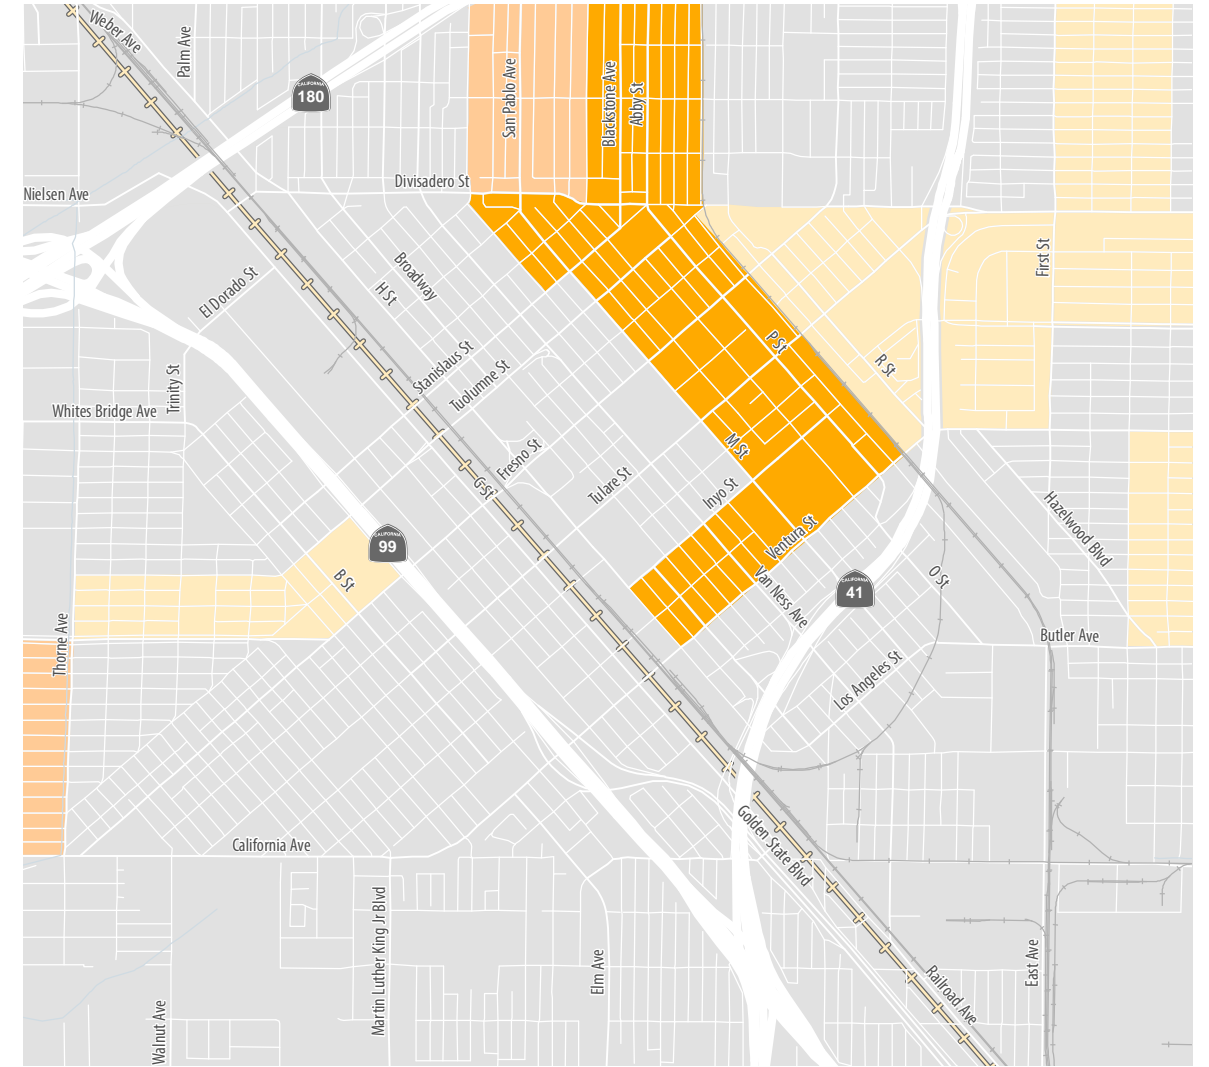 Weber Ave
Palm Ave
CALIFORNIA
180
San Pablo Ave
Blackstone Ave
Abby St
Nielsen Ave
Divisadero St
El Dorado St
Broadway
H St
First St
Stanislaus St
Tuolumne St
P St
R St
Trinity St
Whites Bridge Ave
M St
Fresno St
Tulare St
G St
Inyo St
Hazelwood Blvd
Ventura St
CALIFORNIA
99
B St
Van Ness Ave
CALIFORNIA
41
O St
Thorne Ave
Butler Ave
Los Angeles St
California Ave
Golden State Blvd
Martin Luther King Jr Blvd
Elm Ave
East Ave
Railroad Ave
Walnut Ave